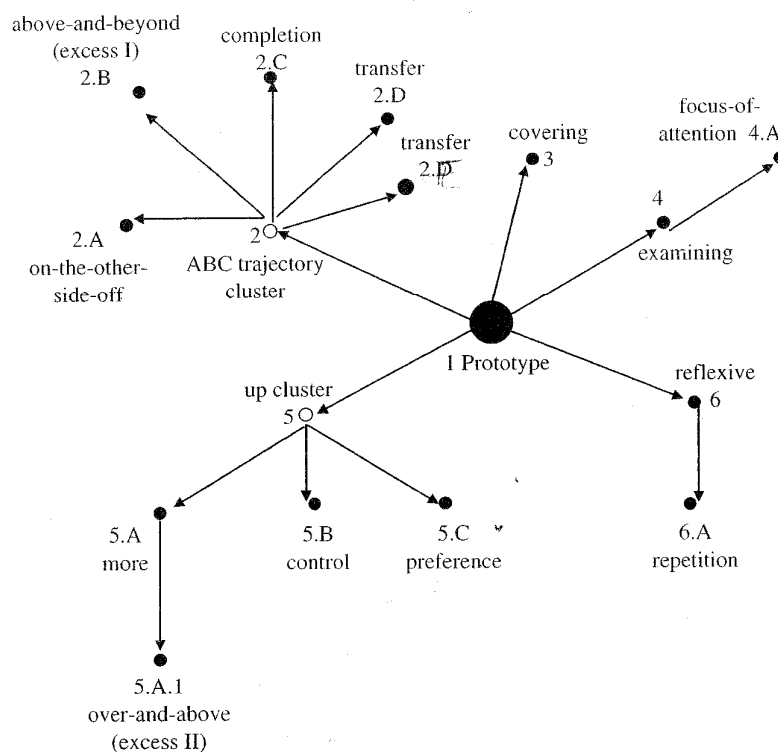 above-and-beyond
(excess I)
2.B
completion
2.C
transfer
2.D
transfer
2.D
covering
3
focus-of-
attention 4.A
4
examining
2.A
on-the-other-
side-off
2
ABC trajectory
cluster
1 Prototype
up cluster
5
reflexive
6
5.A
more
5.B
control
5.C
preference
6.A
repetition
5.A.1
over-and-above
(excess II)